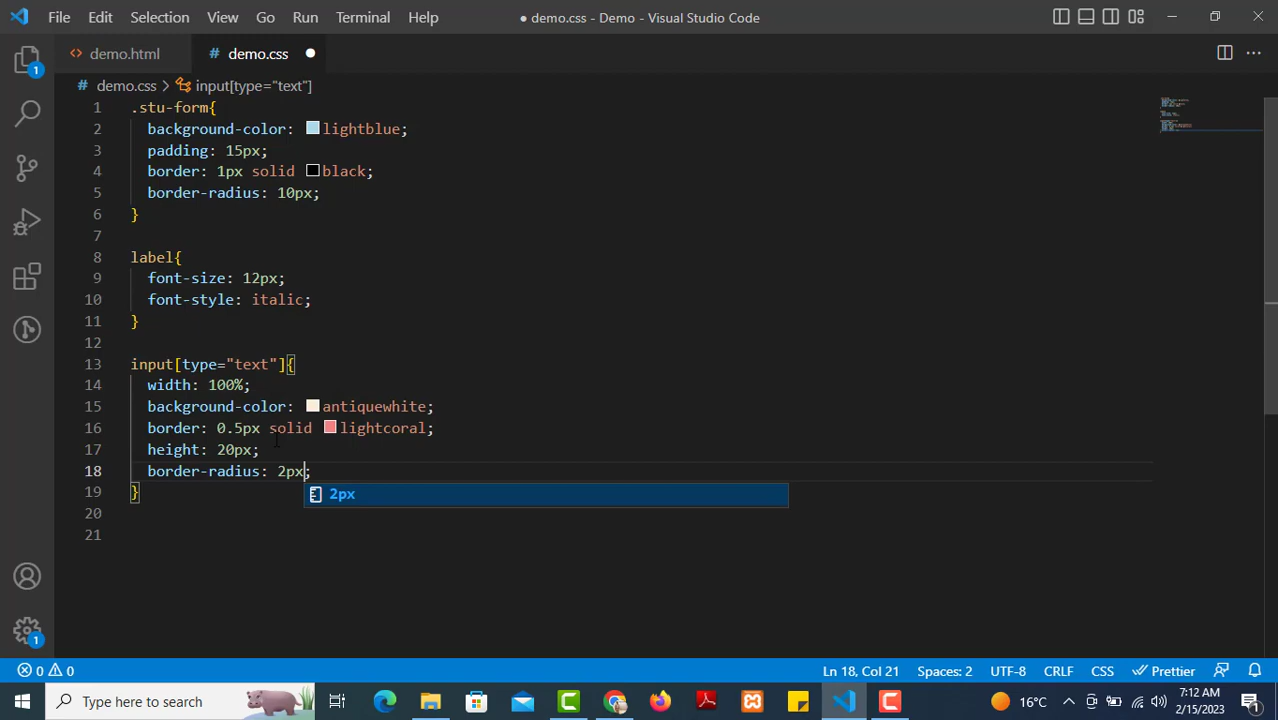 File Edit Selection View Go Run Terminal Help
● demo.css - Demo - Visual Studio Code
demo.html
# demo.css ●
# demo.css > input[type="text"]
1 .stu-form{
2 background-color: lightblue;
3 padding: 15px;
4 border: 1px solid black;
5 border-radius: 10px;
6 }
7
8 label{
9 font-size: 12px;
10 font-style: italic;
11 }
12
13 input[type="text"]{
14 width: 100%;
15 background-color: antiquewhite;
16 border: 0.5px solid lightcoral;
17 height: 20px;
18 border-radius: 2px;
2px
19 }
20
21
1
1
0 0
Ln 18, Col 21 Spaces: 2 UTF-8 CRLF CSS Prettier
Type here to search
16°C
7:12 AM
2/15/2023
1